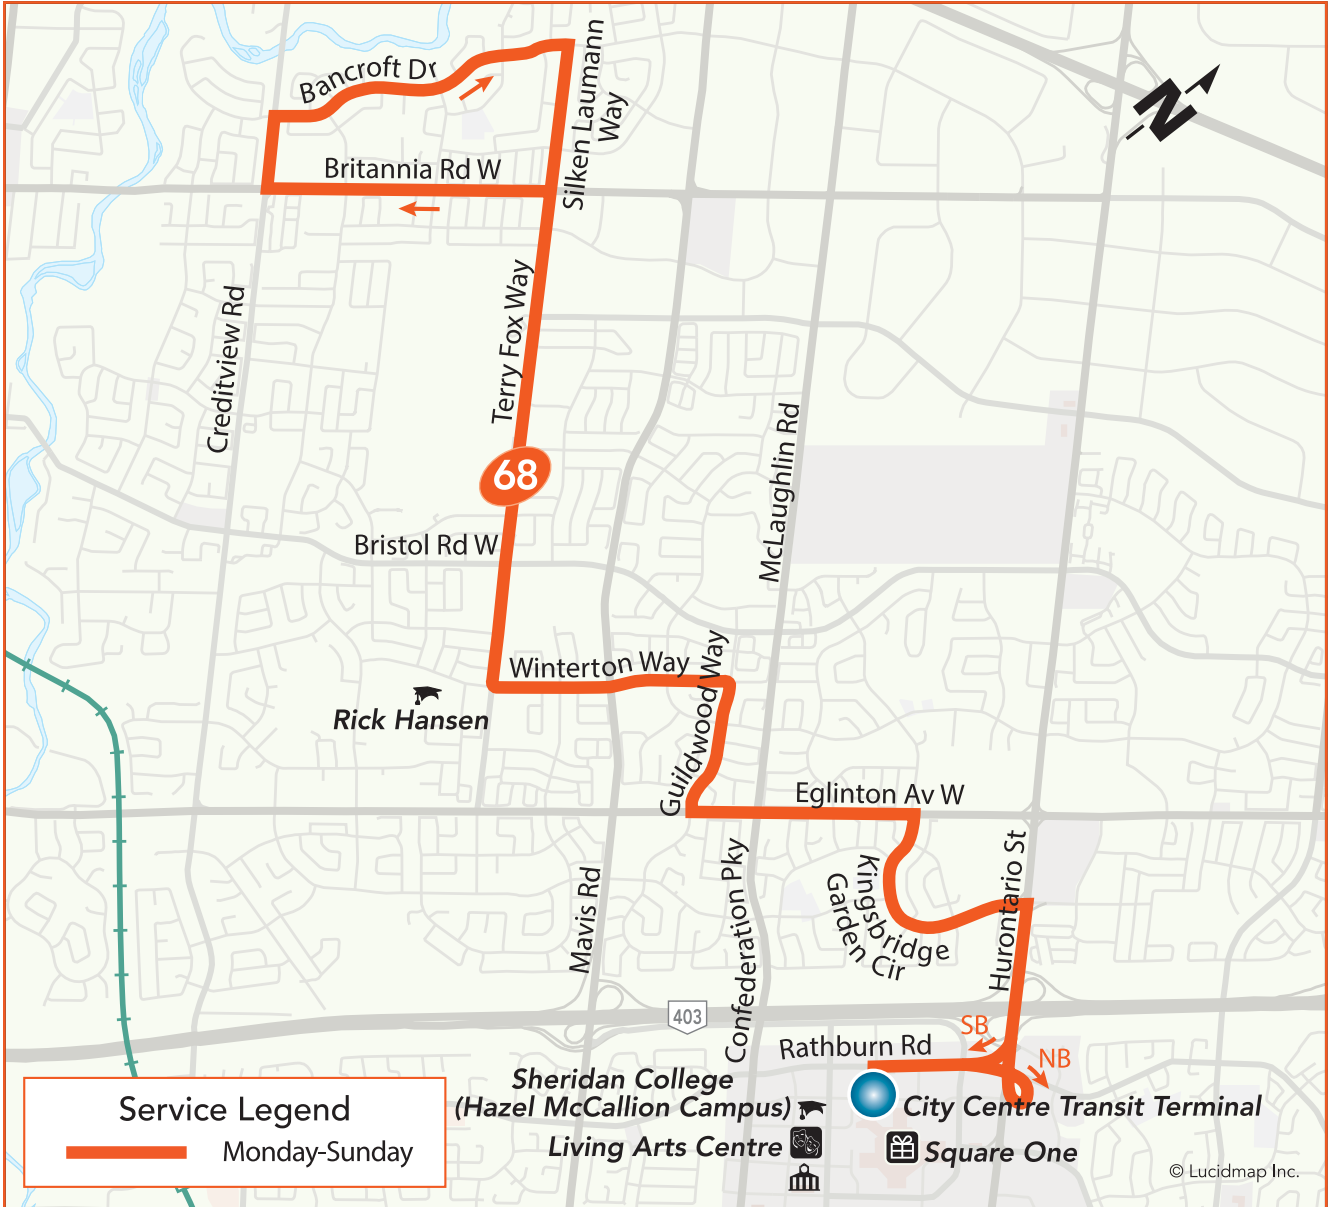 Bancroft Dr
Silken Laumann
Way
N
Britannia Rd W
Creditview Rd
Terry Fox Way
McLaughlin Rd
68
Bristol Rd W
Winterton Way
Guildwood Way
Rick Hansen
Eglinton Av W
Kingsbridge
Garden Cir
Hurontario St
Mavis Rd
Confederation Pky
403
SB
Rathburn Rd
NB
Sheridan College
(Hazel McCallion Campus)
City Centre Transit Terminal
Living Arts Centre
Square One
Service Legend
Monday-Sunday
© Lucidmap Inc.